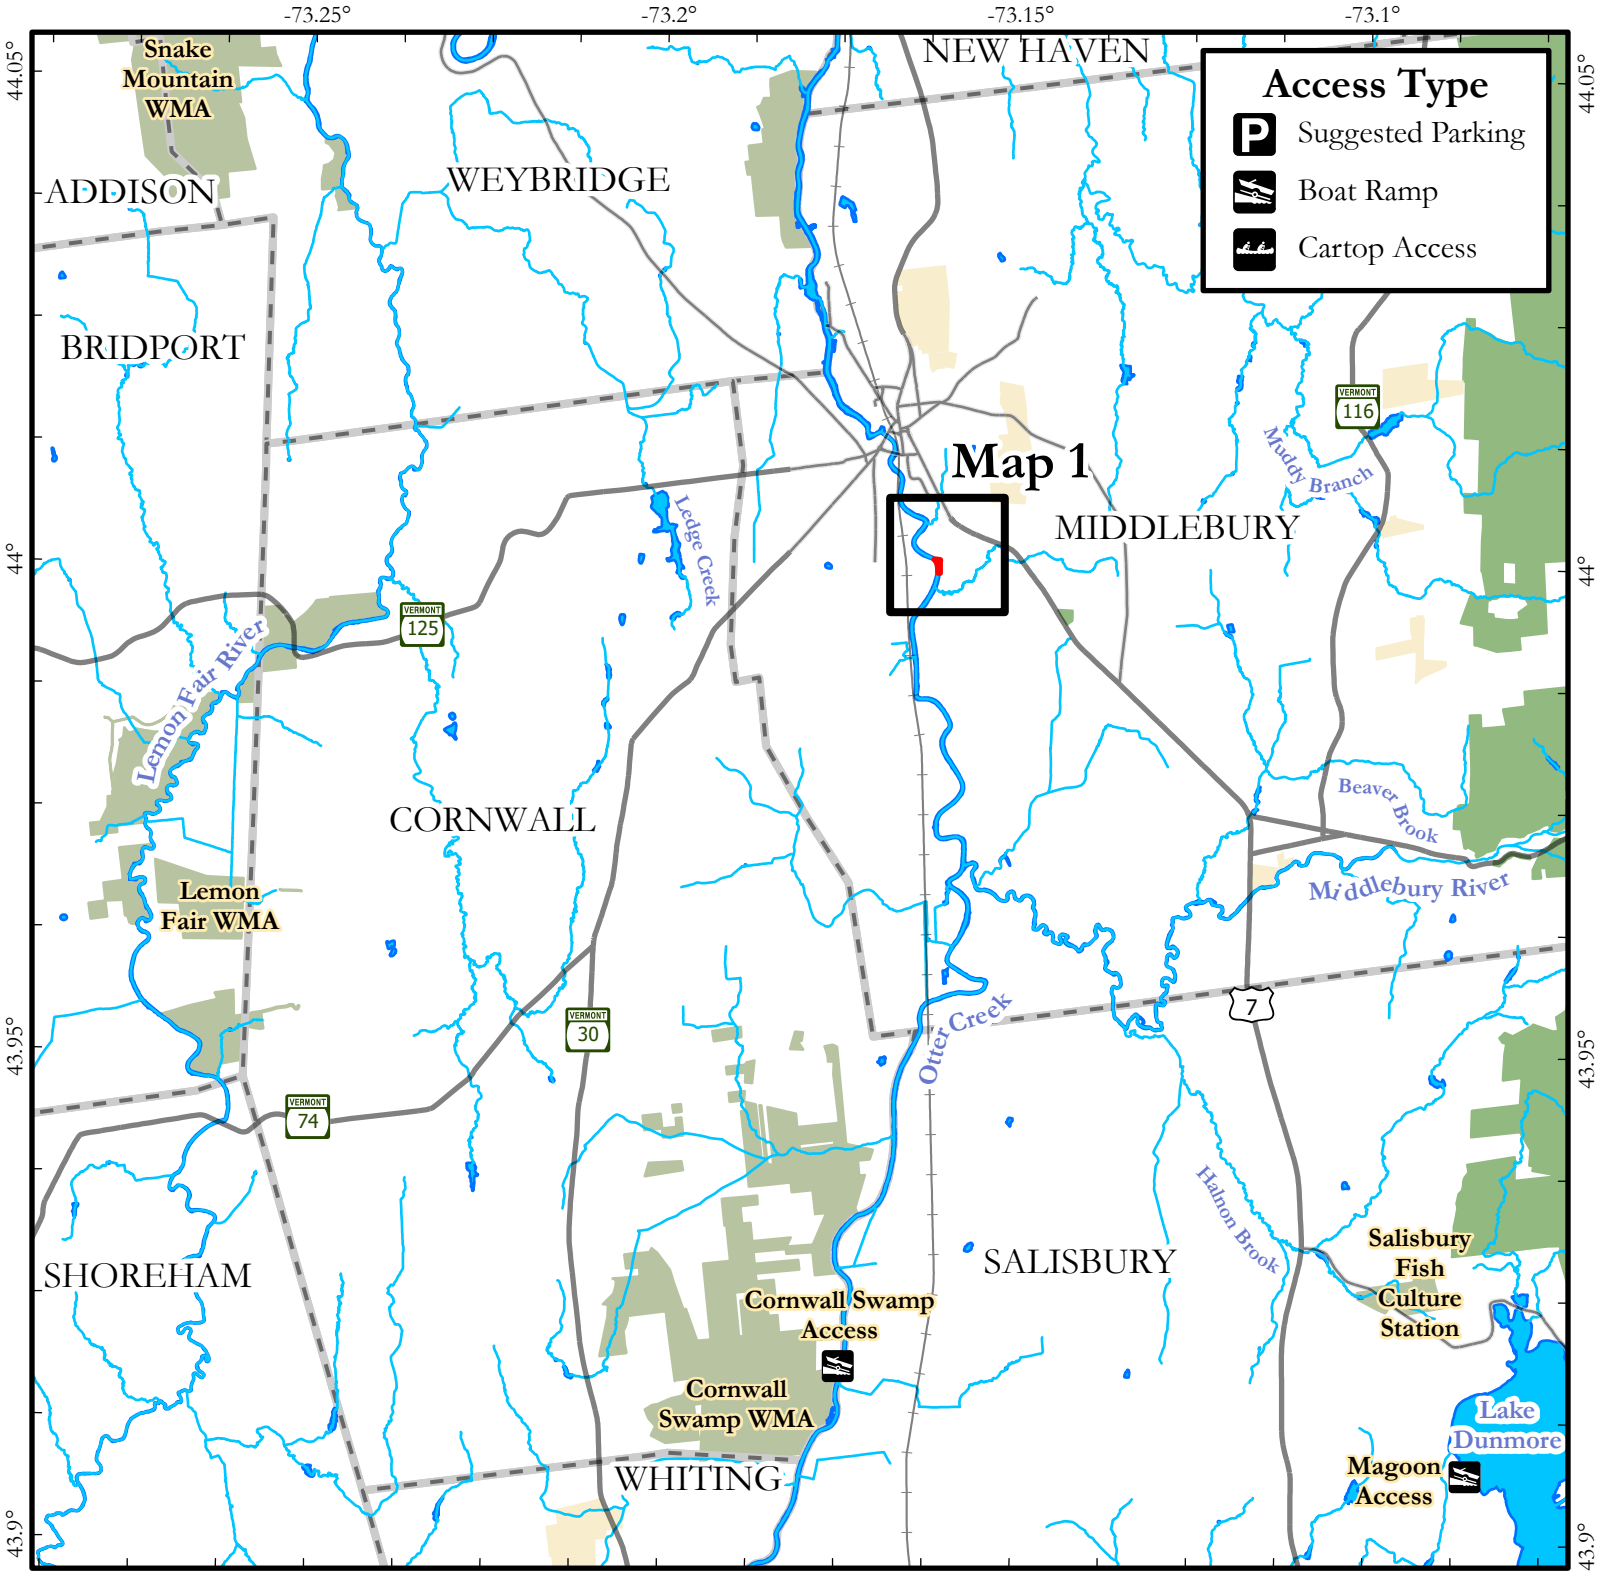 -73.25°
-73.2°
-73.15°
-73.1°
44.05°
44.05°
Snake
Mountain
WMA
NEW HAVEN
Access Type
P
Suggested Parking
Boat Ramp
Cartop Access
ADDISON
WEYBRIDGE
BRIDPORT
VERMONT
116
Muddy Branch
Map 1
MIDDLEBURY
Ledge Creek
44°
44°
VERMONT
125
Lemon Fair River
CORNWALL
Beaver Brook
Middlebury River
Lemon
Fair WMA
7
Otter Creek
VERMONT
30
43.95°
43.95°
VERMONT
74
Halnon Brook
SHOREHAM
SALISBURY
Salisbury
Fish
Culture
Station
Cornwall Swamp
Access
Cornwall
Swamp WMA
Lake
Dunmore
WHITING
Magoon
Access
43.9°
43.9°